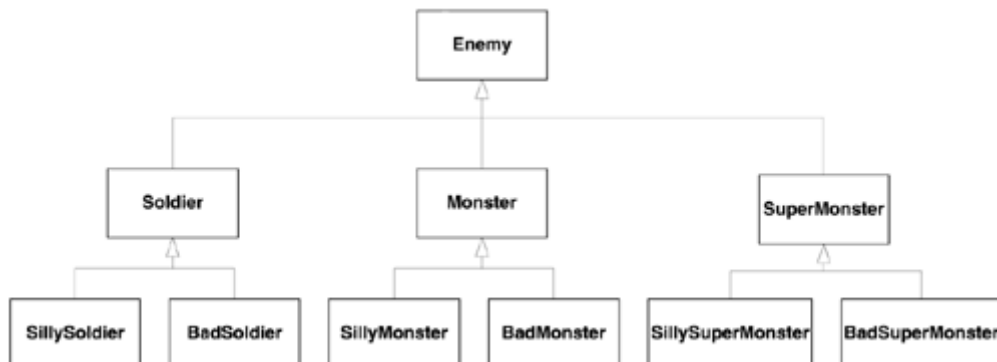 Enemy
Soldier
Monster
SuperMonster
SillySoldier
BadSoldier
SillyMonster
BadMonster
SillySuperMonster
BadSuperMonster